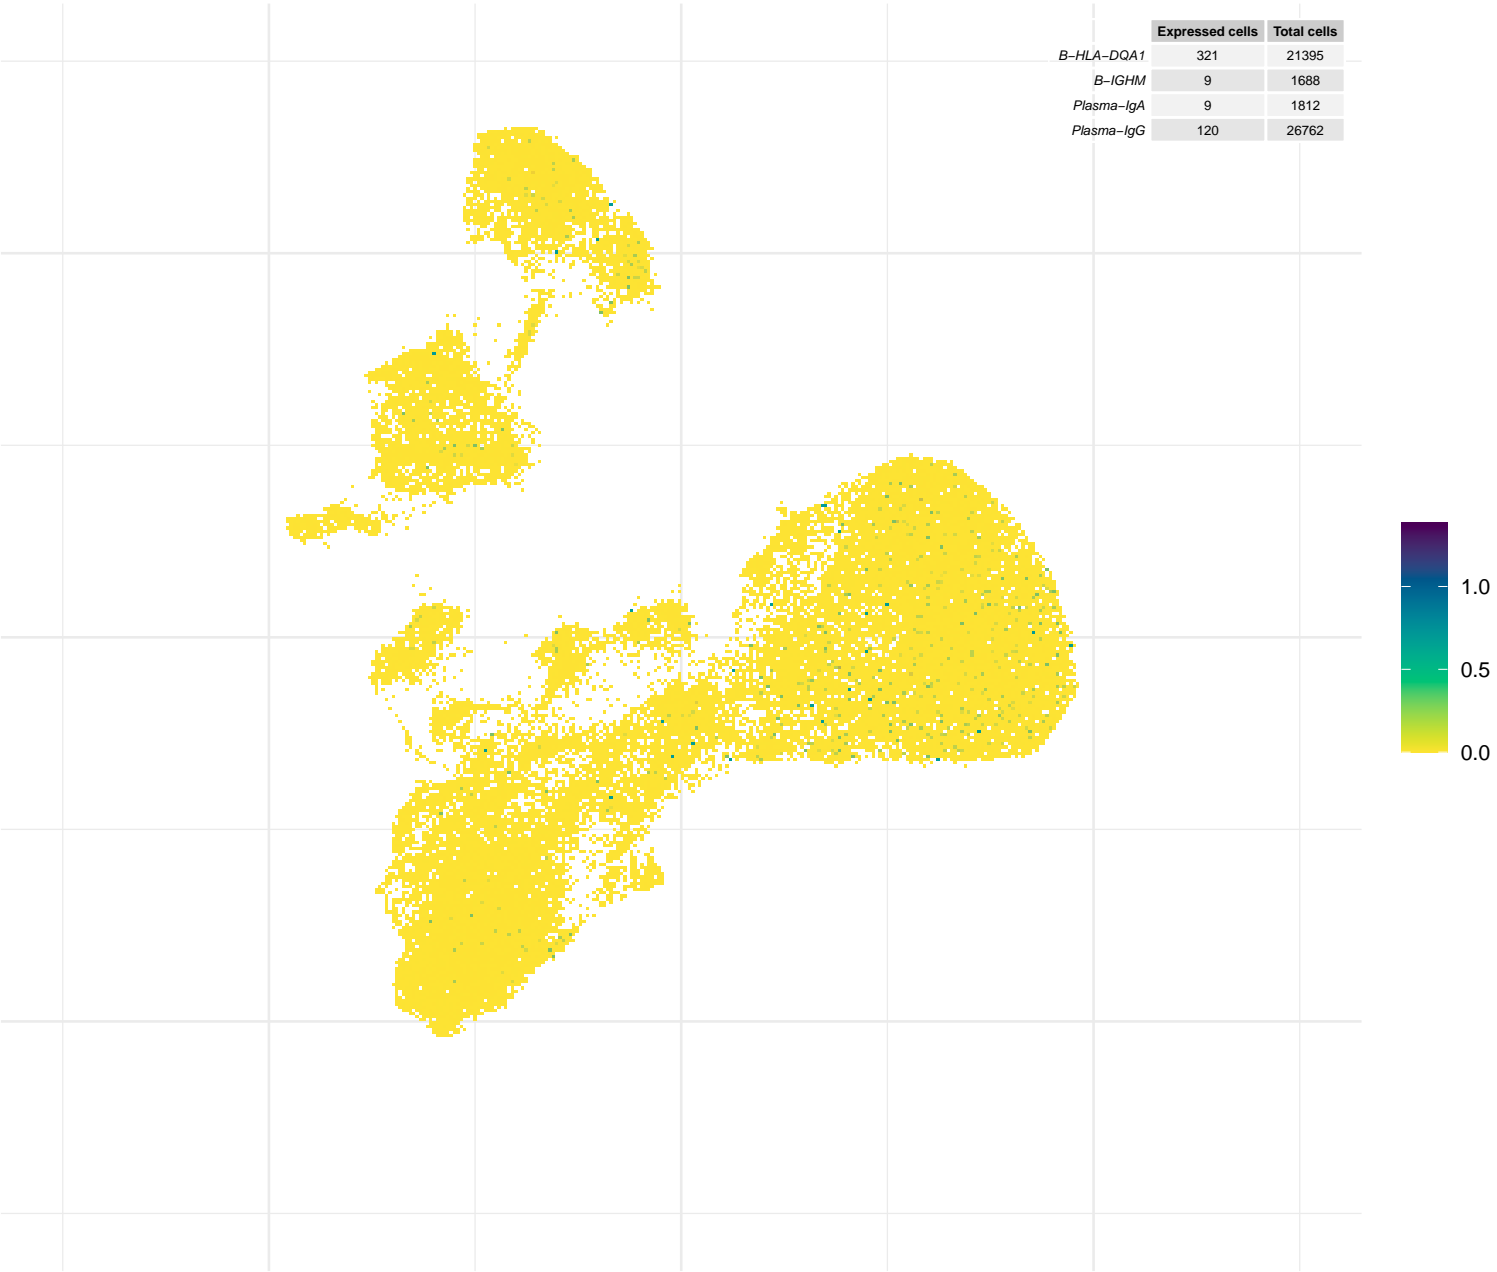 Expressed cells Total cells
B−HLA−DQA1 321 21395
B−IGHM 9 1688
Plasma−IgA 9 1812
Plasma−IgG 120 26762
1.0
0.5
0.0